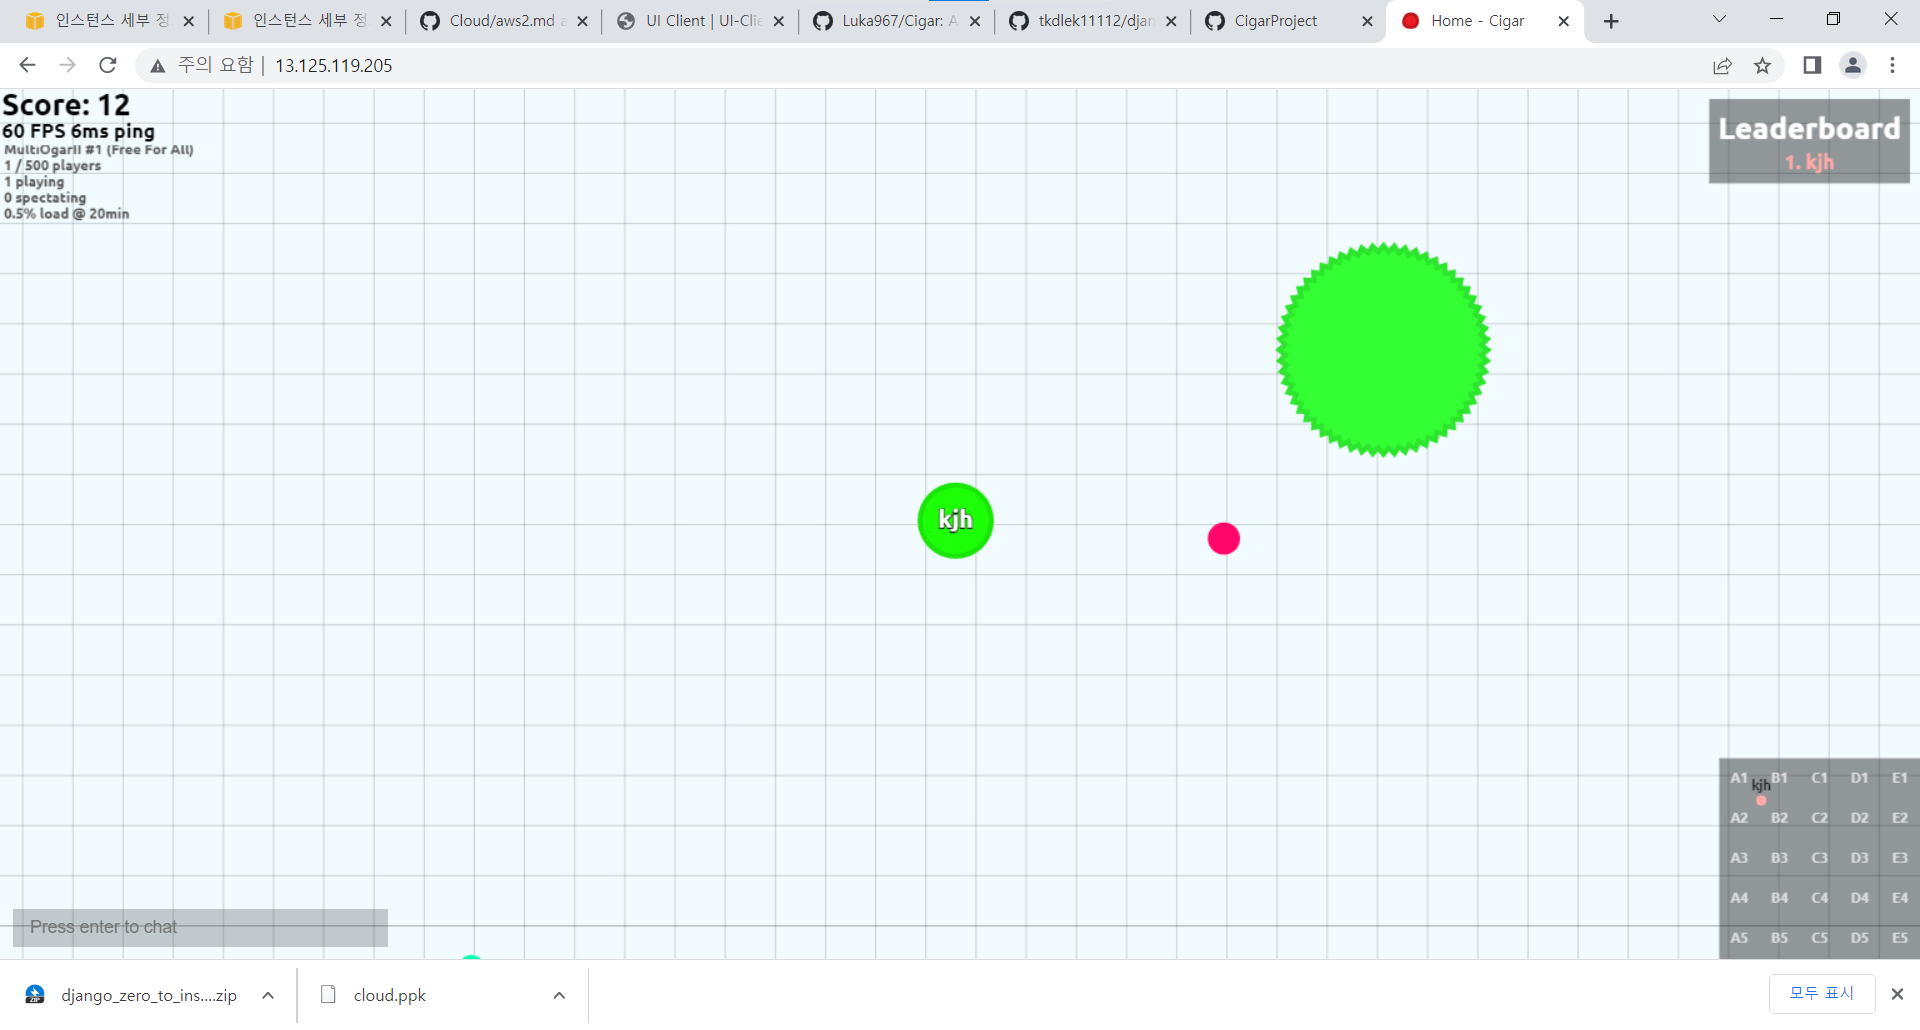 인스턴스 세부 정
인스턴스 세부 정
Cloud/aws2.md a
UI Client | UI-Clie
Luka967/Cigar: A
tkdlek11112/djan
CigarProject
Home - Cigar
주의 요함 | 13.125.119.205
Score: 12
60 FPS 6ms ping
MultiOgarII #1 (Free For All)
1 / 500 players
1 playing
0 spectating
0.5% load @ 20min
Leaderboard
1. kjh
kjh
kjh
A1 B1 C1 D1 E1
A2 B2 C2 D2 E2
A3 B3 C3 D3 E3
A4 B4 C4 D4 E4
A5 B5 C5 D5 E5
Press enter to chat
django_zero_to_ins....zip
cloud.ppk
모두 표시